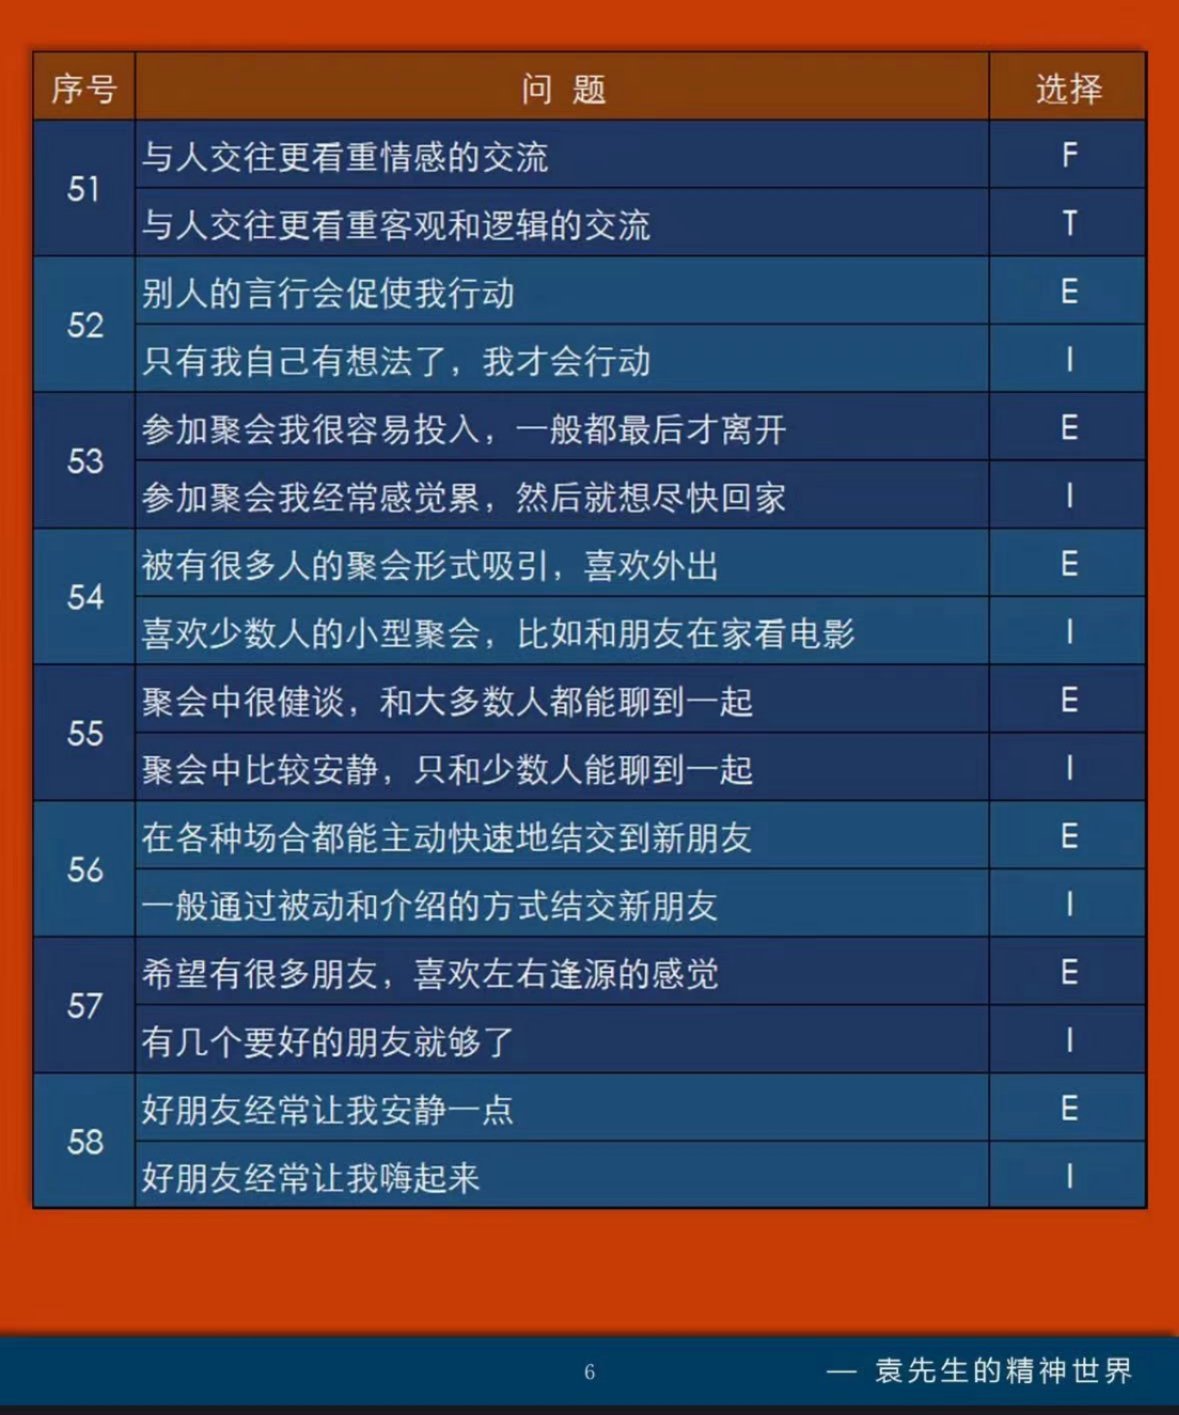 序号 问 题 选择
51
与人交往更看重情感的交流 F
与人交往更看重客观和逻辑的交流 T
52
别人的言行会促使我行动 E
只有我自己有想法了，我才会行动 I
53
参加聚会我很容易投入，一般都最后才离开 E
参加聚会我经常感觉累，然后就想尽快回家 I
54
被有很多人的聚会形式吸引，喜欢外出 E
喜欢少数人的小型聚会，比如和朋友在家看电影 I
55
聚会中很健谈，和大多数人都能聊到一起 E
聚会中比较安静，只和少数人能聊到一起 I
56
在各种场合都能主动快速地结交到新朋友 E
一般通过被动和介绍的方式结交新朋友 I
57
希望有很多朋友，喜欢左右逢源的感觉 E
有几个要好的朋友就够了 I
58
好朋友经常让我安静一点 E
好朋友经常让我嗨起来 I
6
— 袁先生的精神世界